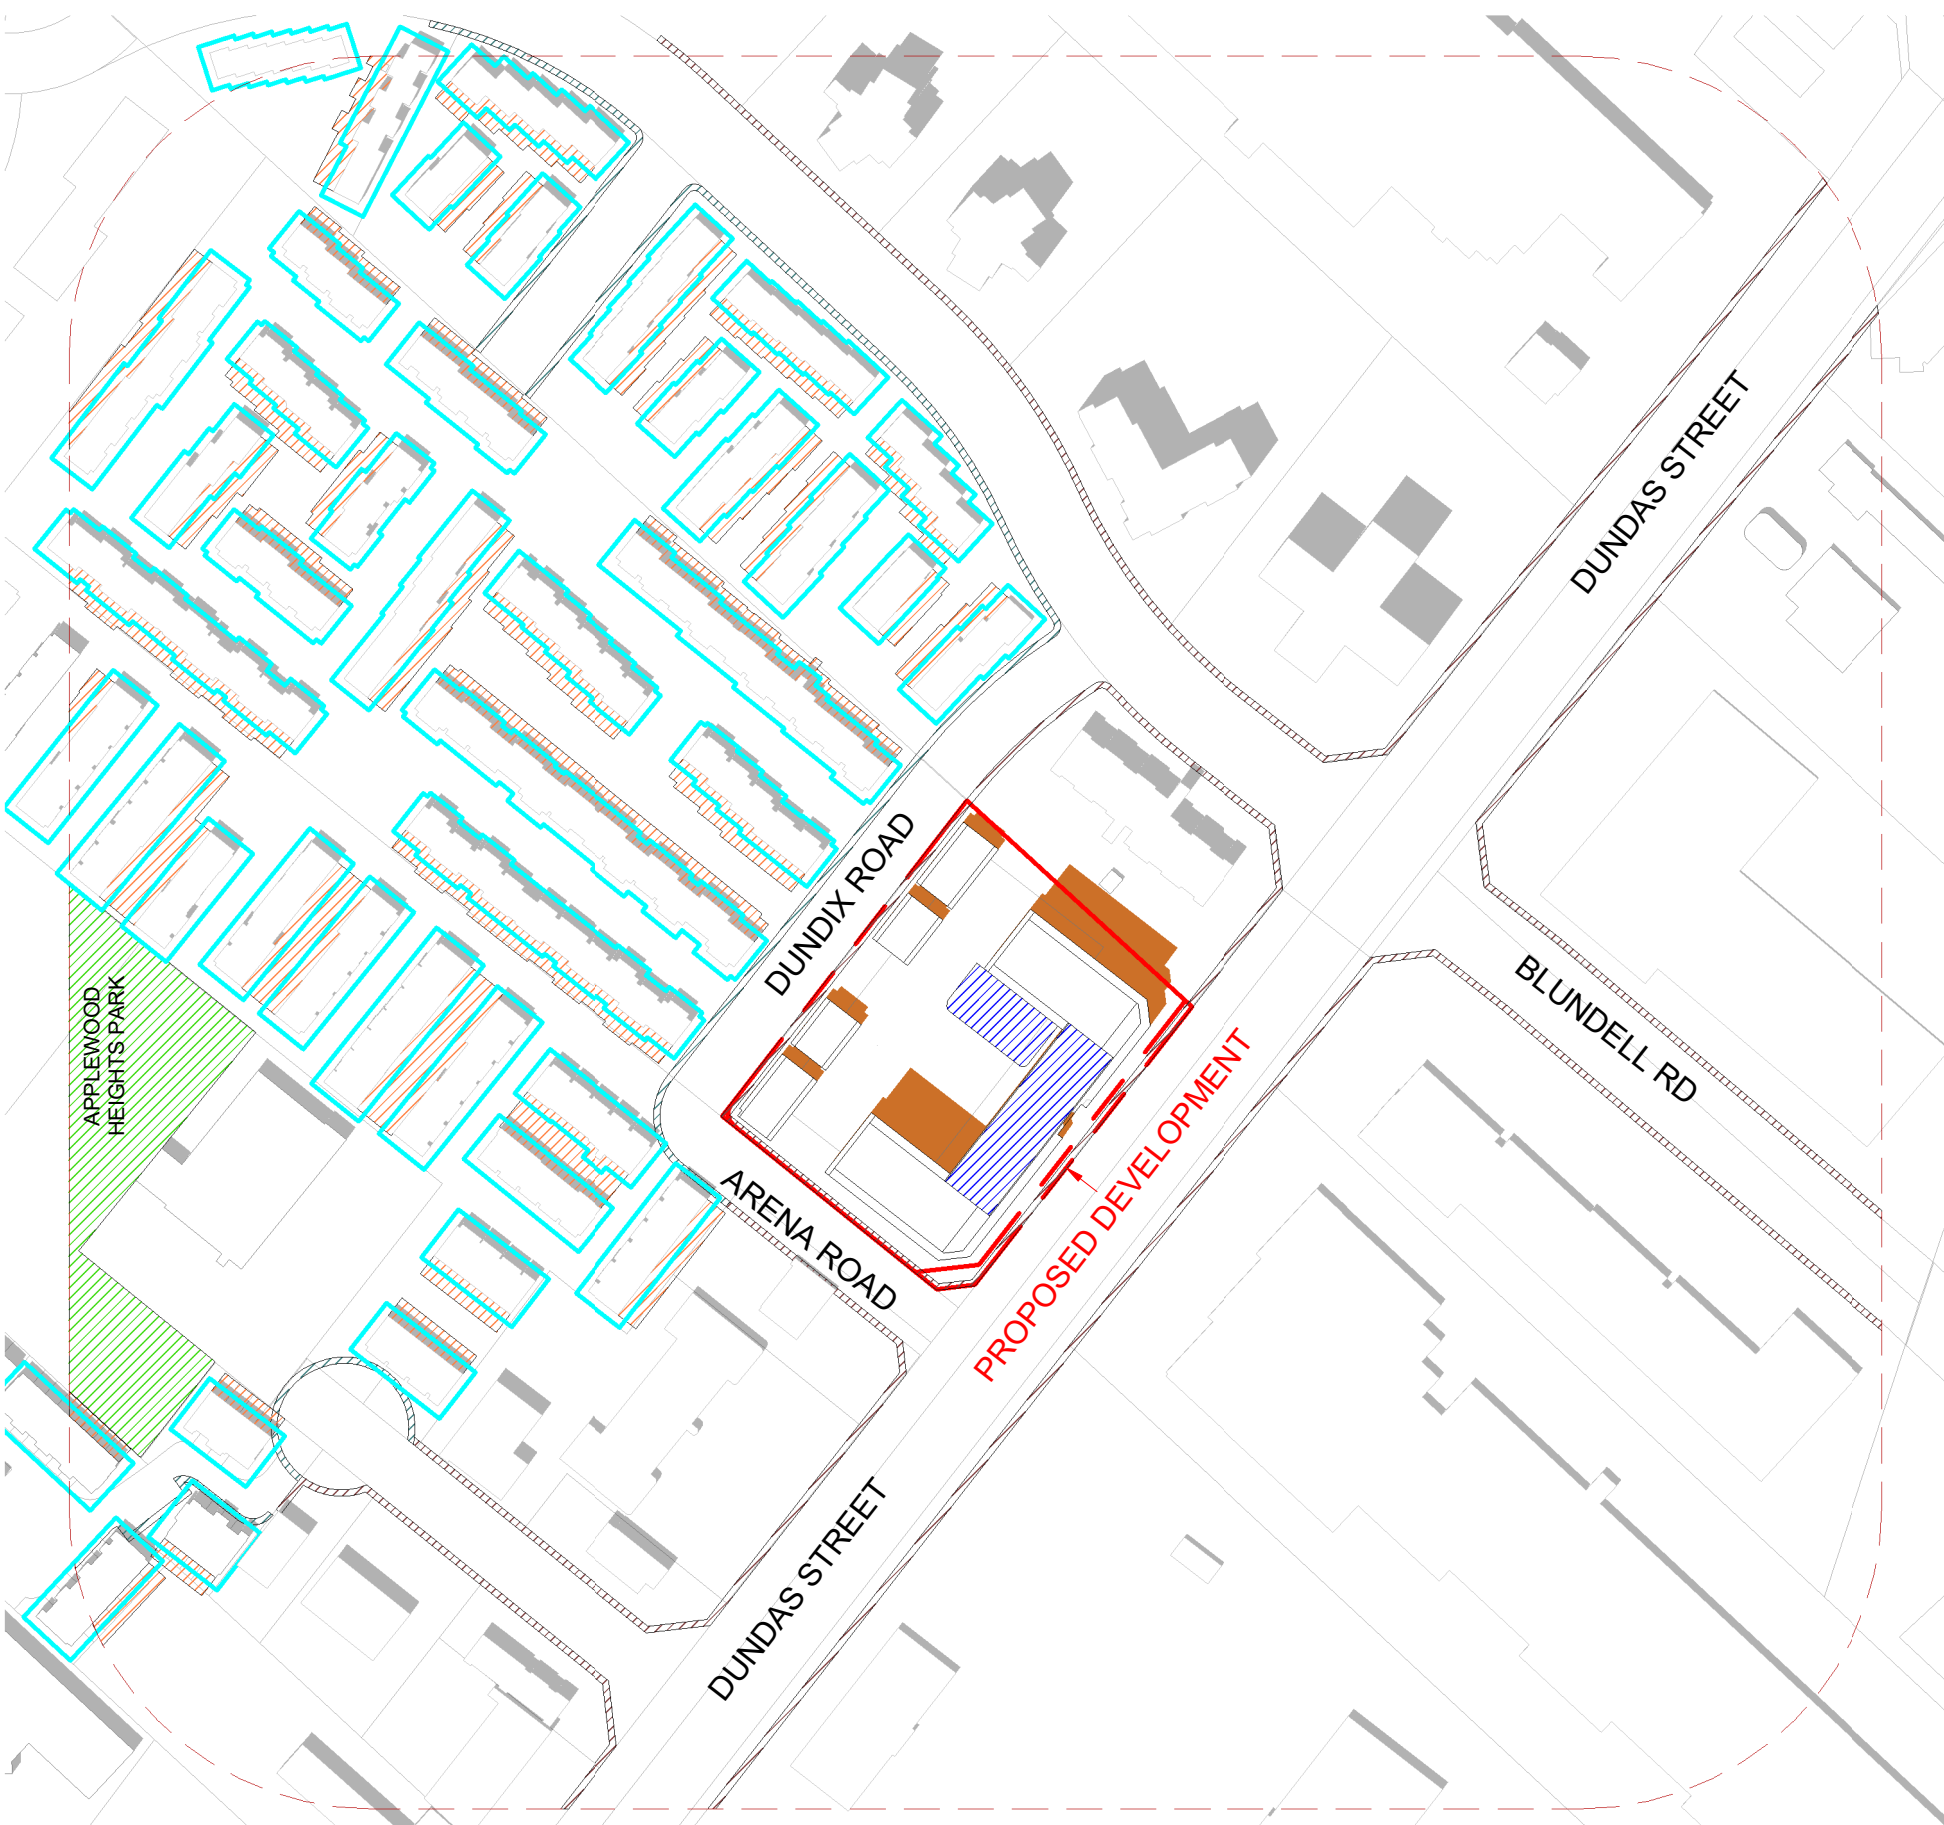 DUNDAS STREET
DUNDIX ROAD
BLUNDELL RD
APPLEWOOD
HEIGHTS PARK
ARENA ROAD
PROPOSED DEVELOPMENT
DUNDAS STREET